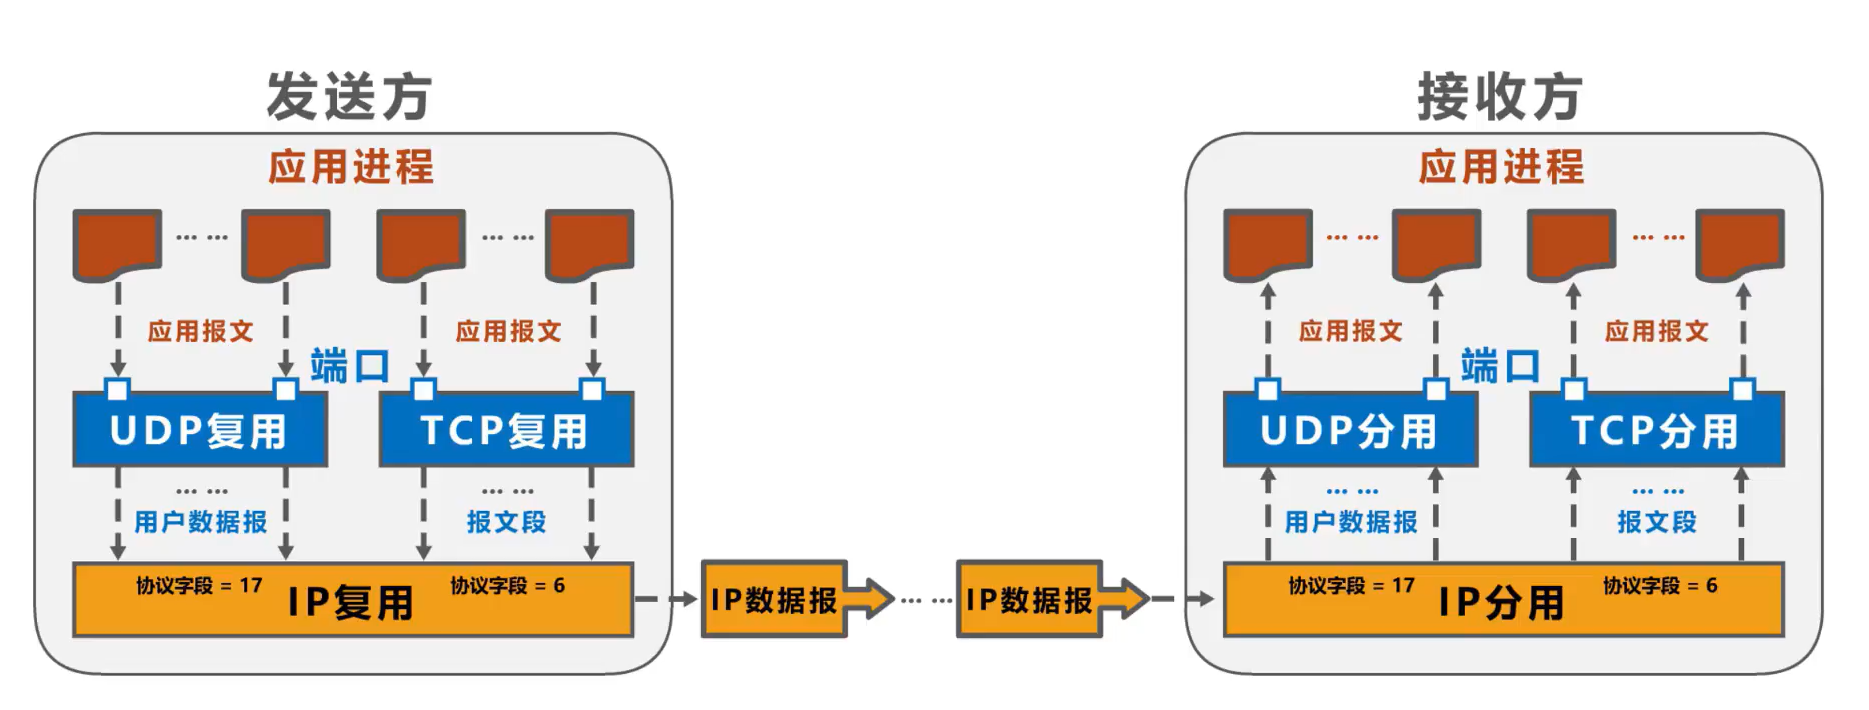 发送方
应用进程
... ...
... ...
应用报文
应用报文
端口
UDP复用
TCP复用
... ...
... ...
用户数据报
报文段
协议字段 = 17
IP复用
协议字段 = 6
IP数据报
... ...
IP数据报
接收方
应用进程
... ...
... ...
应用报文
应用报文
端口
UDP分用
TCP分用
... ...
... ...
用户数据报
报文段
协议字段 = 17
IP分用
协议字段 = 6